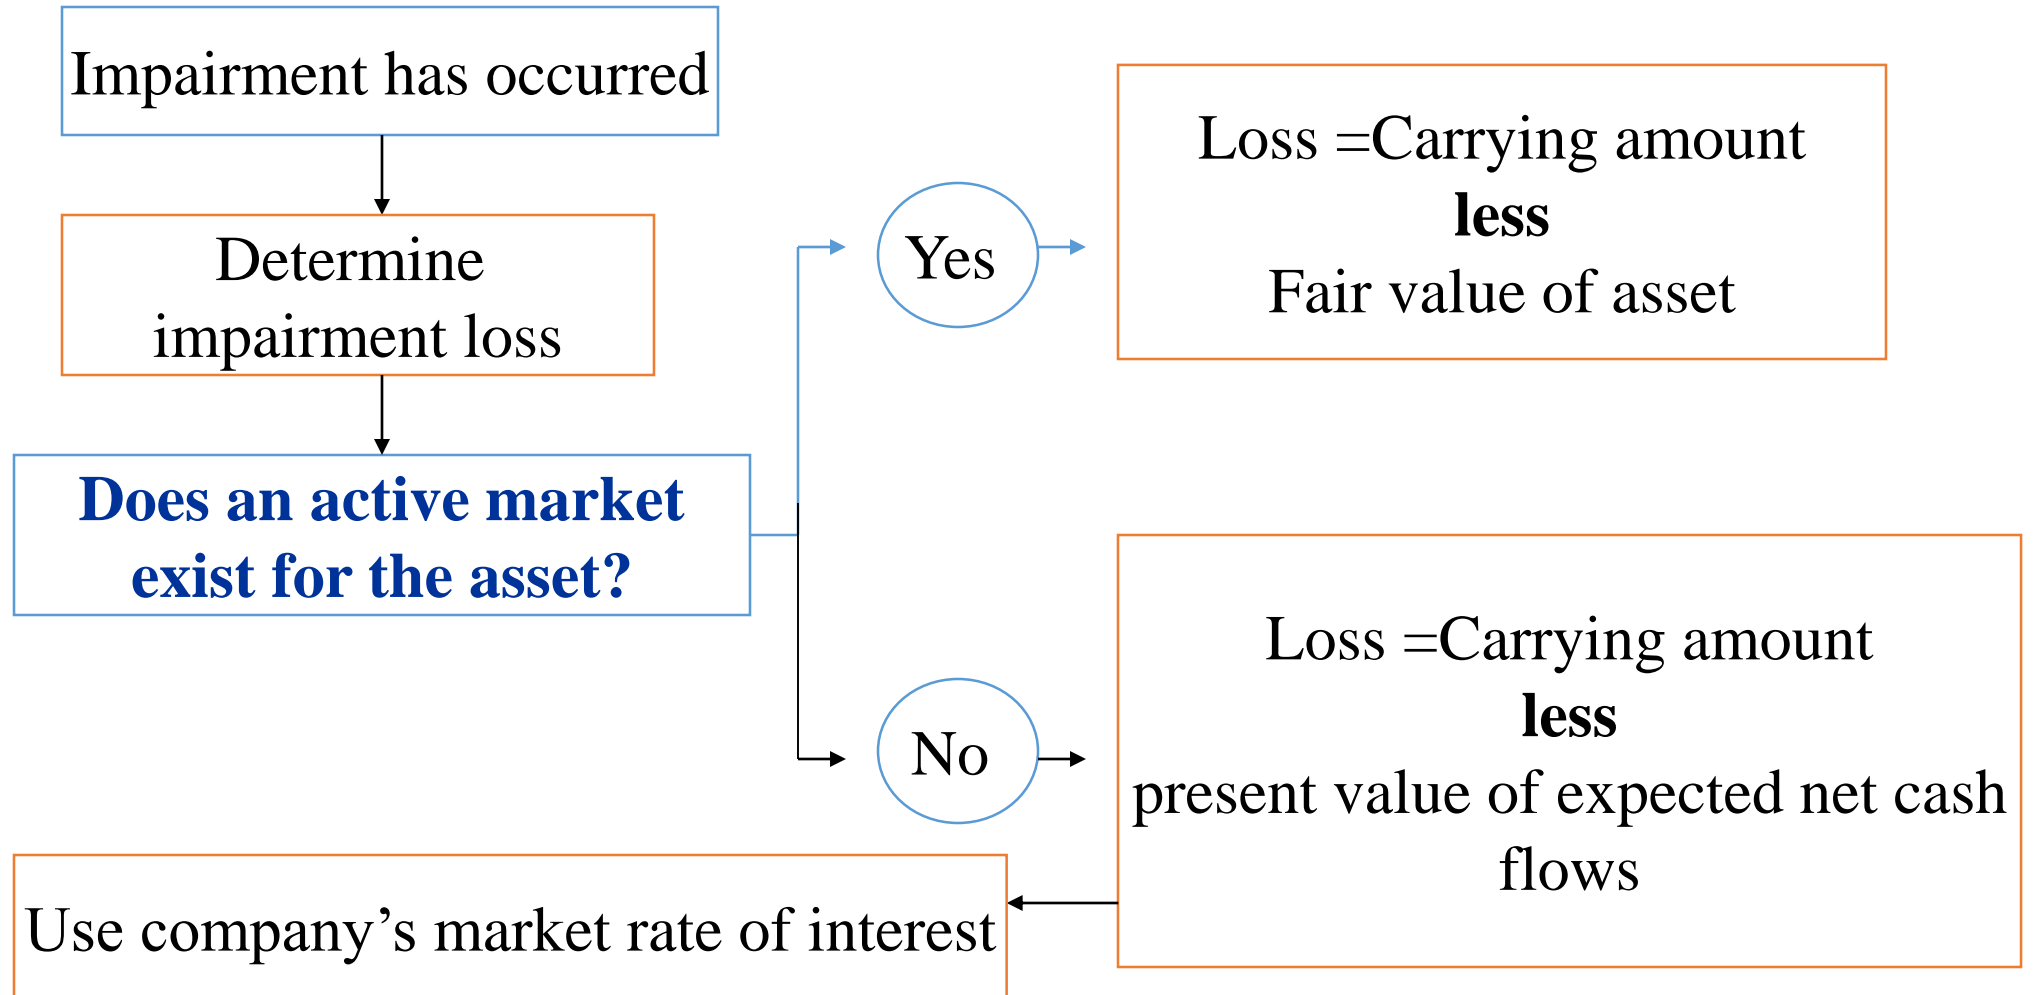 Impairment has occurred
Determine
impairment loss
Does an active market
exist for the asset?
Yes
Loss =Carrying amount
less
Fair value of asset
No
Loss =Carrying amount
less
present value of expected net cash
flows
Use company’s market rate of interest